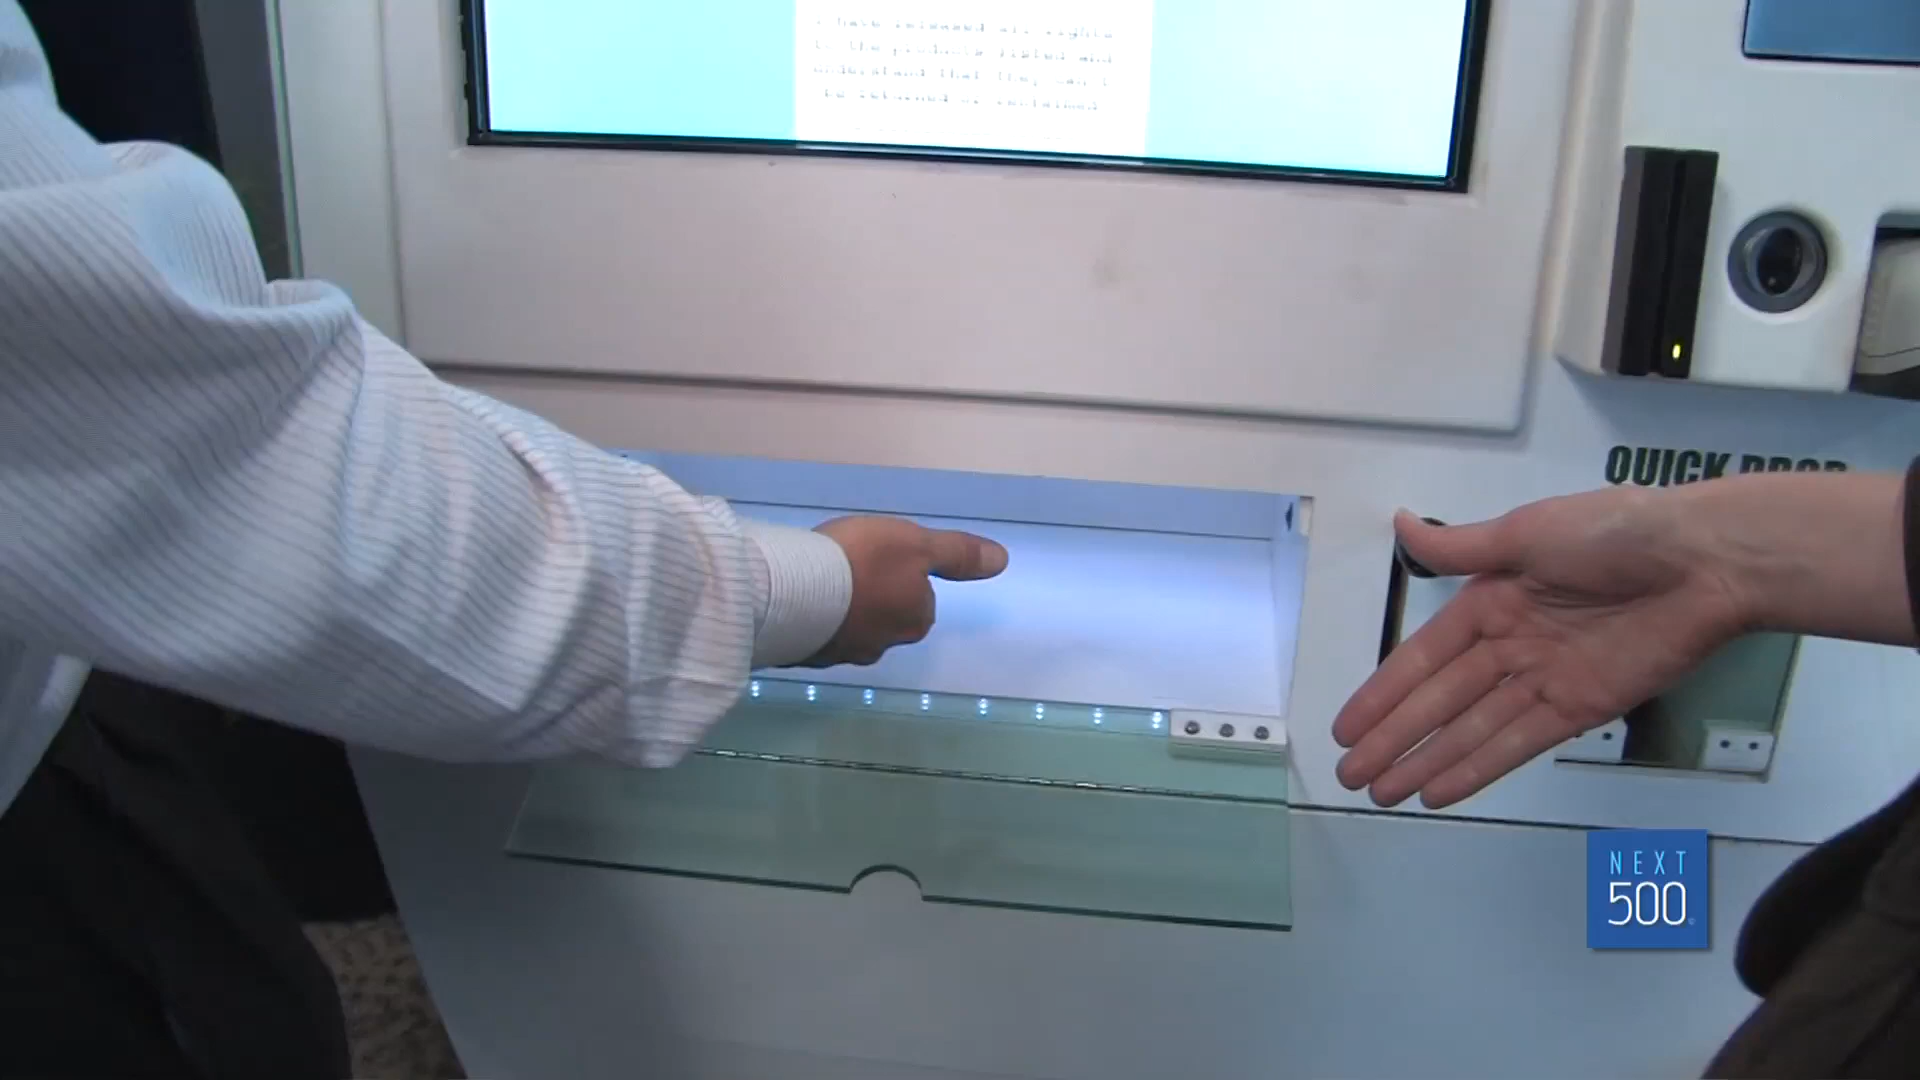 I have released all rights
to the products listed and
understand that they can't
be returned or reclaimed
QUICK DROP
NEXT
500